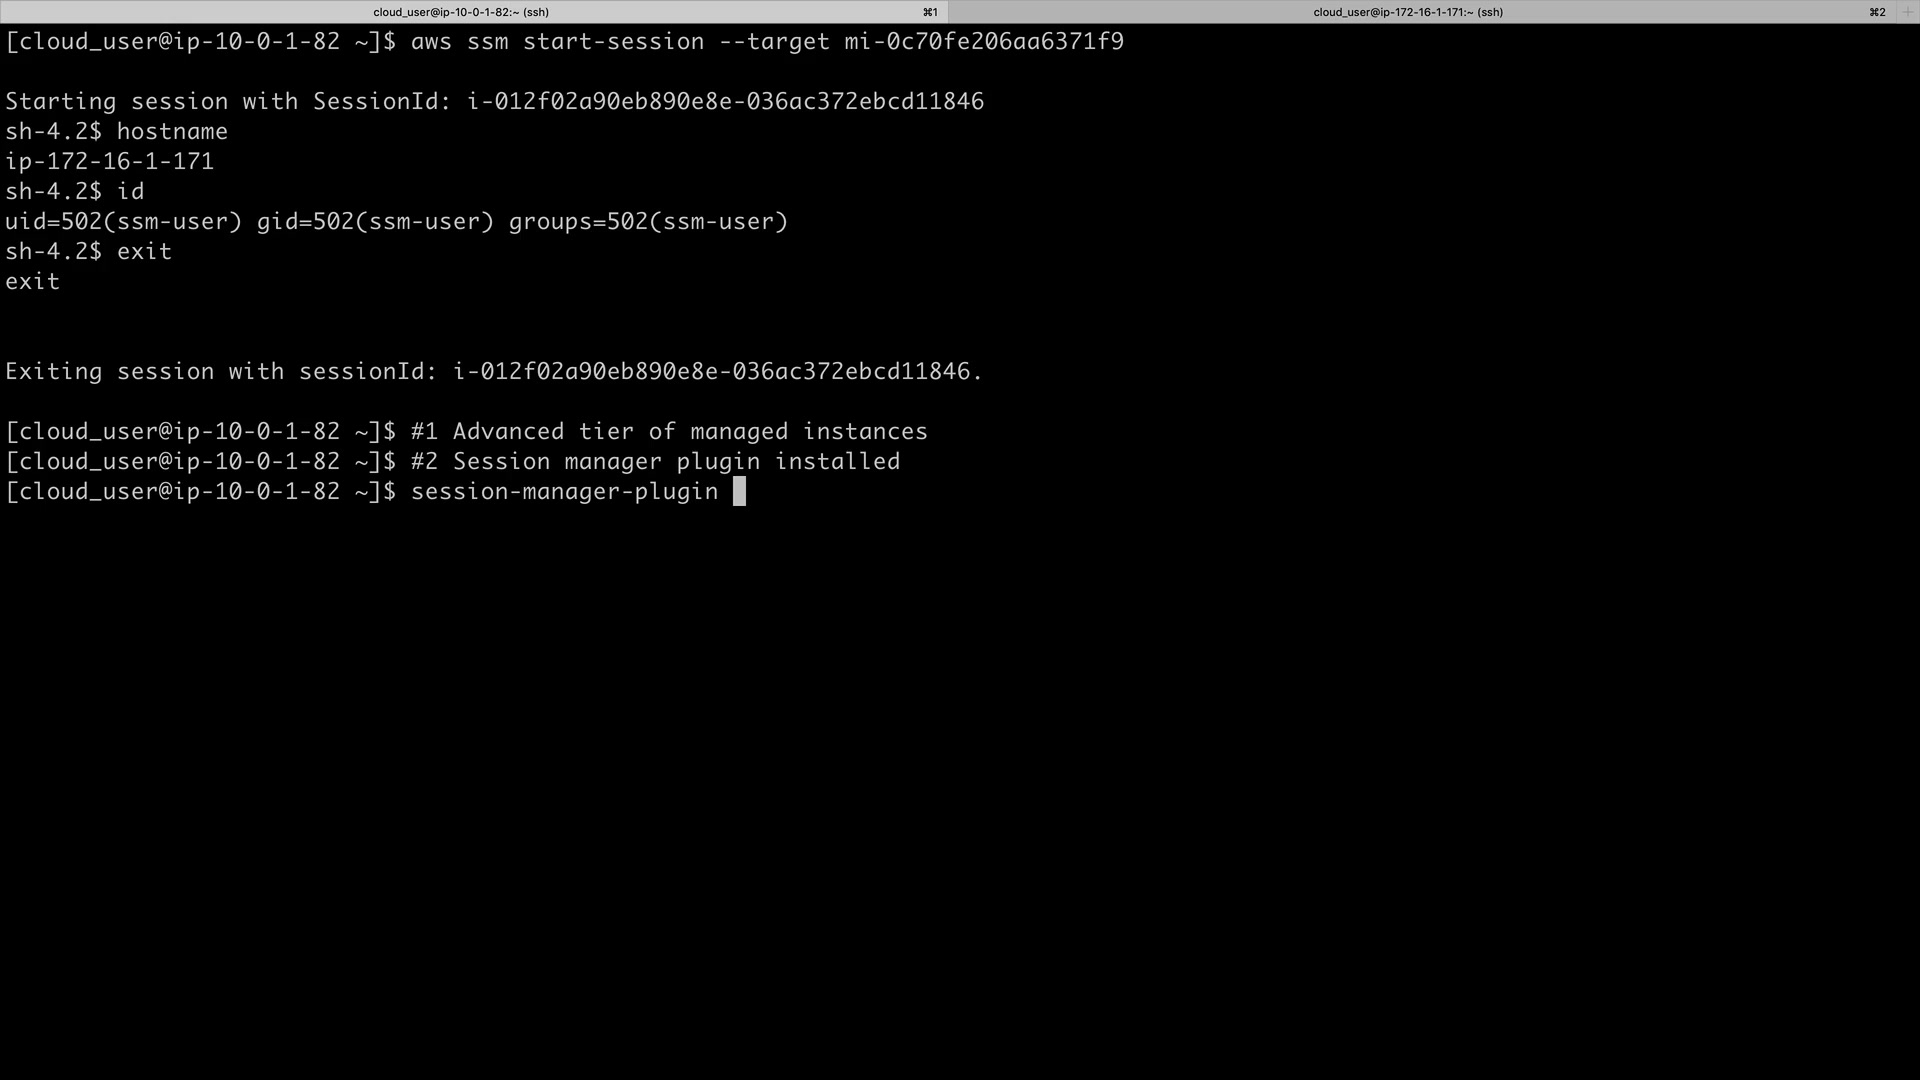 cloud_user@ip-10-0-1-82:~ (ssh) ⌘1 cloud_user@ip-172-16-1-171:~ (ssh) ⌘2 +
[cloud_user@ip-10-0-1-82 ~]$ aws ssm start-session --target mi-0c70fe206aa6371f9
Starting session with SessionId: i-012f02a90eb890e8e-036ac372ebcd11846
sh-4.2$ hostname
ip-172-16-1-171
sh-4.2$ id
uid=502(ssm-user) gid=502(ssm-user) groups=502(ssm-user)
sh-4.2$ exit
exit
Exiting session with sessionId: i-012f02a90eb890e8e-036ac372ebcd11846.
[cloud_user@ip-10-0-1-82 ~]$ #1 Advanced tier of managed instances
[cloud_user@ip-10-0-1-82 ~]$ #2 Session manager plugin installed
[cloud_user@ip-10-0-1-82 ~]$ session-manager-plugin